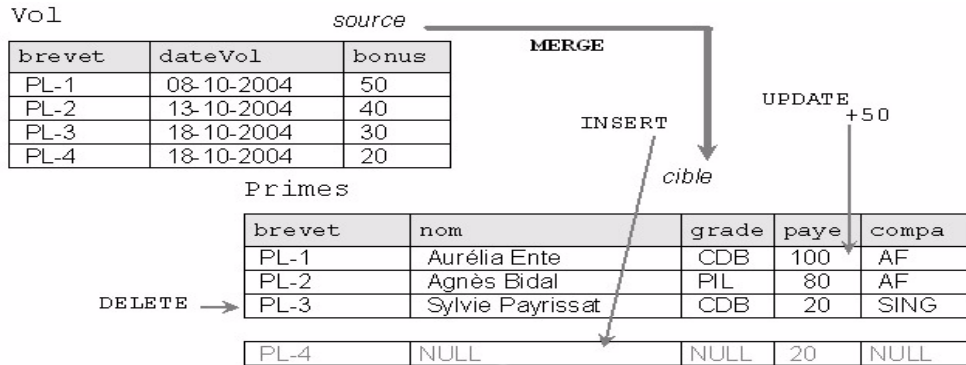 Vol
source
MERGE
brevet dateVol bonus
PL-1 08-10-2004 50
PL-2 13-10-2004 40
PL-3 18-10-2004 30
PL-4 18-10-2004 20
INSERT
UPDATE
+50
cible
Primes
brevet nom grade paye compa
PL-1 Aurélia Ente CDB 100 AF
PL-2 Agnès Bidal PIL 80 AF
DELETE
PL-3 Sylvie Payrissat CDB 20 SING
PL-4 NULL NULL 20 NULL